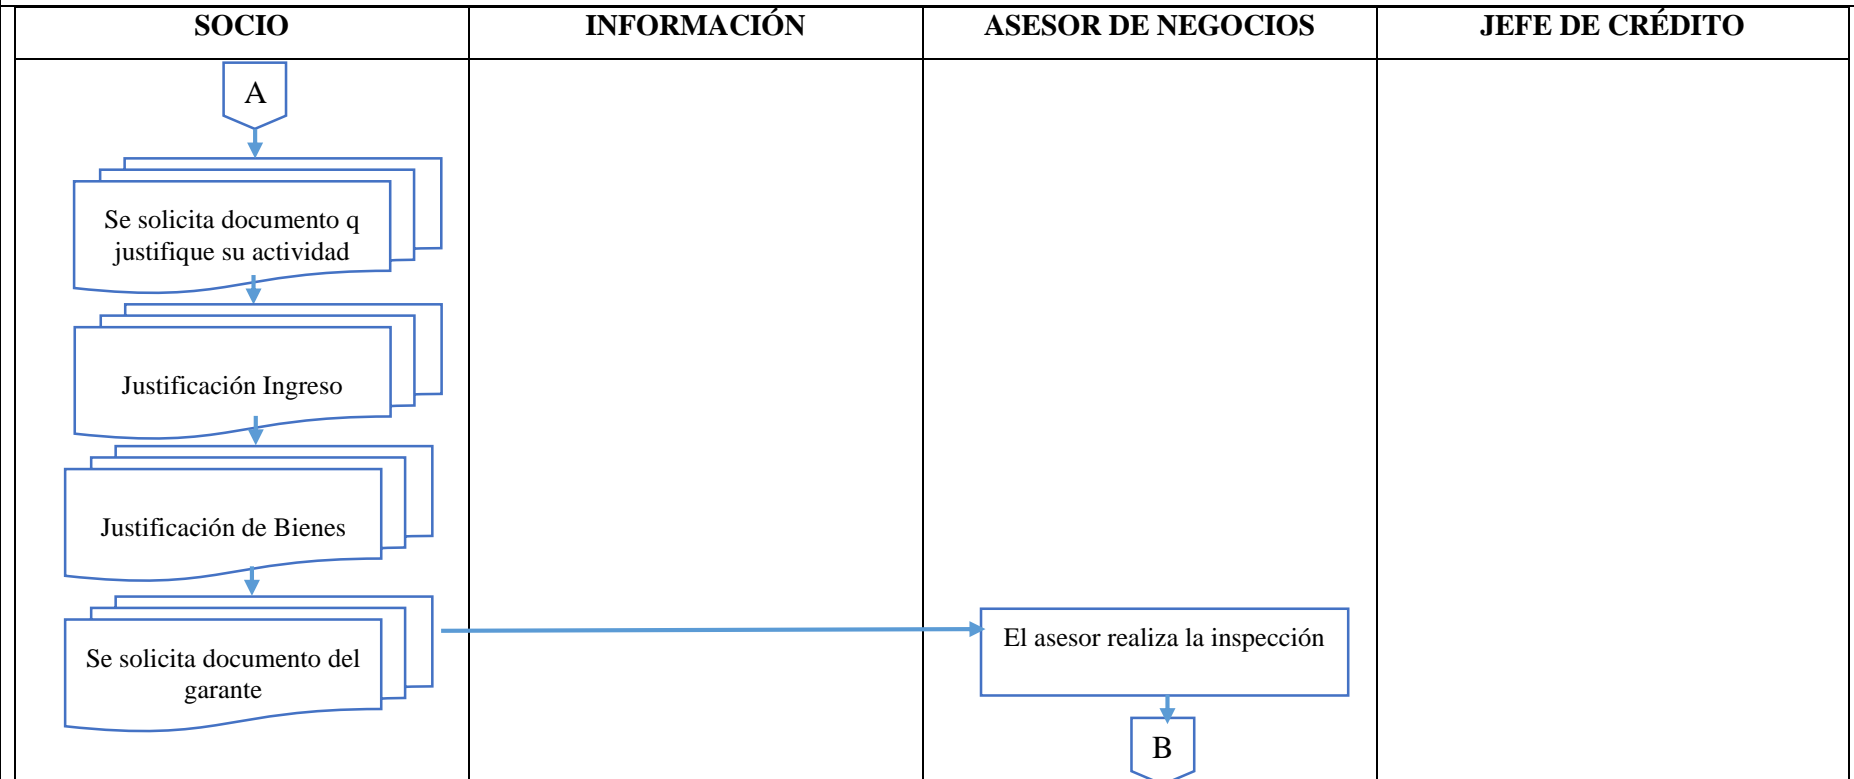 SOCIO
INFORMACIÓN
ASESOR DE NEGOCIOS
JEFE DE CRÉDITO
A
Se solicita documento q
justifique su actividad
Justificación Ingreso
Justificación de Bienes
Se solicita documento del
garante
El asesor realiza la inspección
B